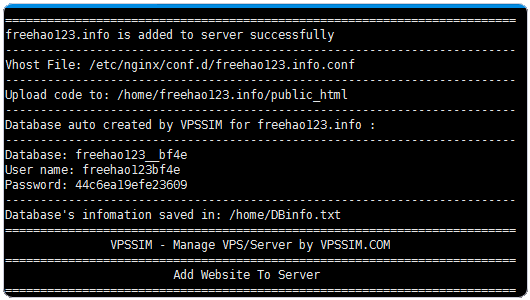 =========================================================================
freehao123.info is added to server successfully
-------------------------------------------------------------------------
Vhost File: /etc/nginx/conf.d/freehao123.info.conf
-------------------------------------------------------------------------
Upload code to: /home/freehao123.info/public_html
-------------------------------------------------------------------------
Database auto created by VPSSIM for freehao123.info :
-------------------------------------------------------------------------
Database: freehao123__bf4e
User name: freehao123bf4e
Password: 44c6ea19efe23609
-------------------------------------------------------------------------
Database's infomation saved in: /home/DBinfo.txt
=========================================================================
VPSSIM - Manage VPS/Server by VPSSIM.COM
=========================================================================
Add Website To Server
=========================================================================